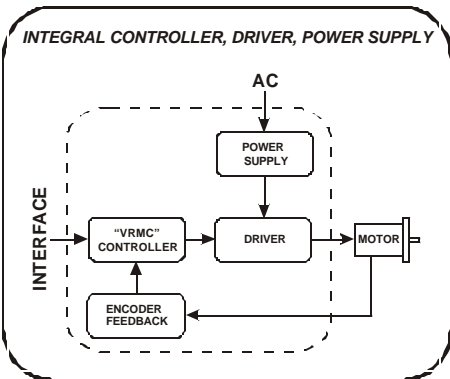 INTEGRAL CONTROLLER, DRIVER, POWER SUPPLY
AC
POWER
SUPPLY
INTERFACE
"VRMC"
CONTROLLER
DRIVER
MOTOR
ENCODER
FEEDBACK